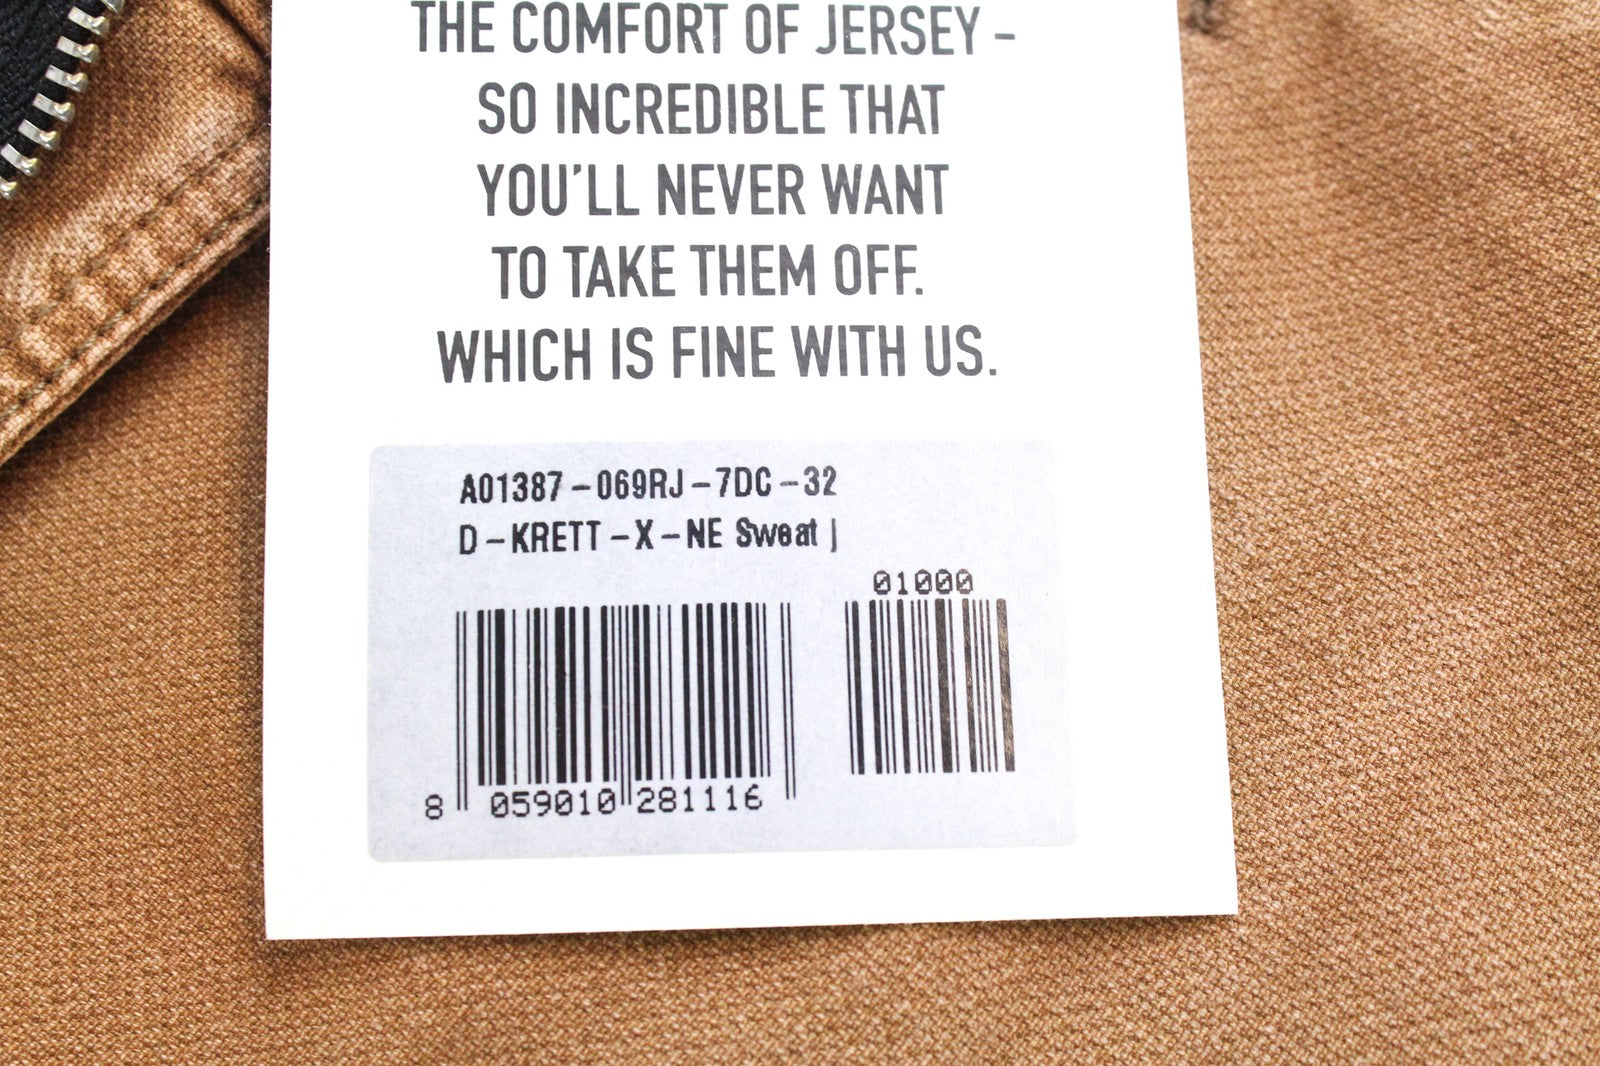 THE COMFORT OF JERSEY -
SO INCREDIBLE THAT
YOU'LL NEVER WANT
TO TAKE THEM OFF.
WHICH IS FINE WITH US.
A01387-069RJ-7DC-32
D-KRETT-X-NE Sweat J
01000
8 059010 281116